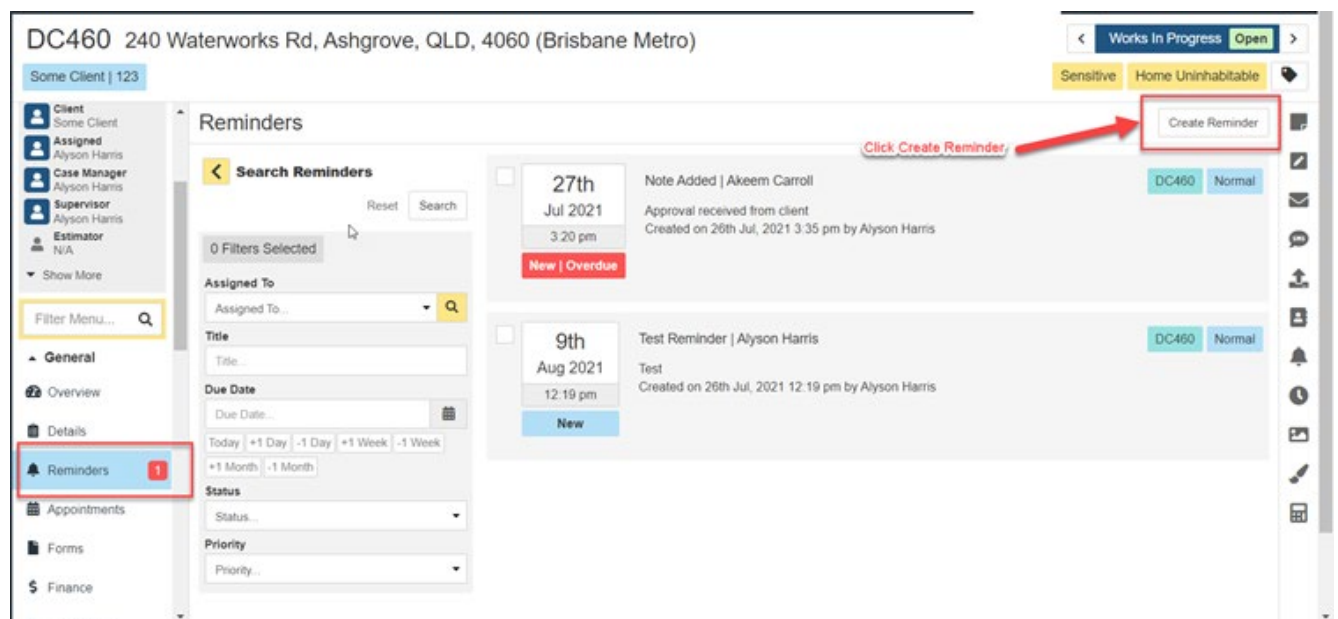 DC460 240 Waterworks Rd, Ashgrove, QLD, 4060 (Brisbane Metro)
Works In Progress Open
Some Client | 123
Sensitive Home Uninhabitable
Client
Some Client
Assigned
Alyson Harris
Case Manager
Alyson Harris
Supervisor
Alyson Harris
Estimator
N/A
Show More
Filter Menu...
General
Overview
Details
Reminders 1
Appointments
Forms
$ Finance
Reminders
Create Reminder
Click Create Reminder
Search Reminders
Reset Search
0 Filters Selected
Assigned To
Assigned To...
Title
Title...
Due Date
Due Date...
Today +1 Day -1 Day +1 Week -1 Week
+1 Month -1 Month
Status
Status...
Priority
Priority...
27th
Jul 2021
3:20 pm
New | Overdue
Note Added | Akeem Carroll
Approval received from client
Created on 26th Jul, 2021 3:35 pm by Alyson Harris
DC460 Normal
9th
Aug 2021
12:19 pm
New
Test Reminder | Alyson Harris
Test
Created on 26th Jul, 2021 12:19 pm by Alyson Harris
DC460 Normal